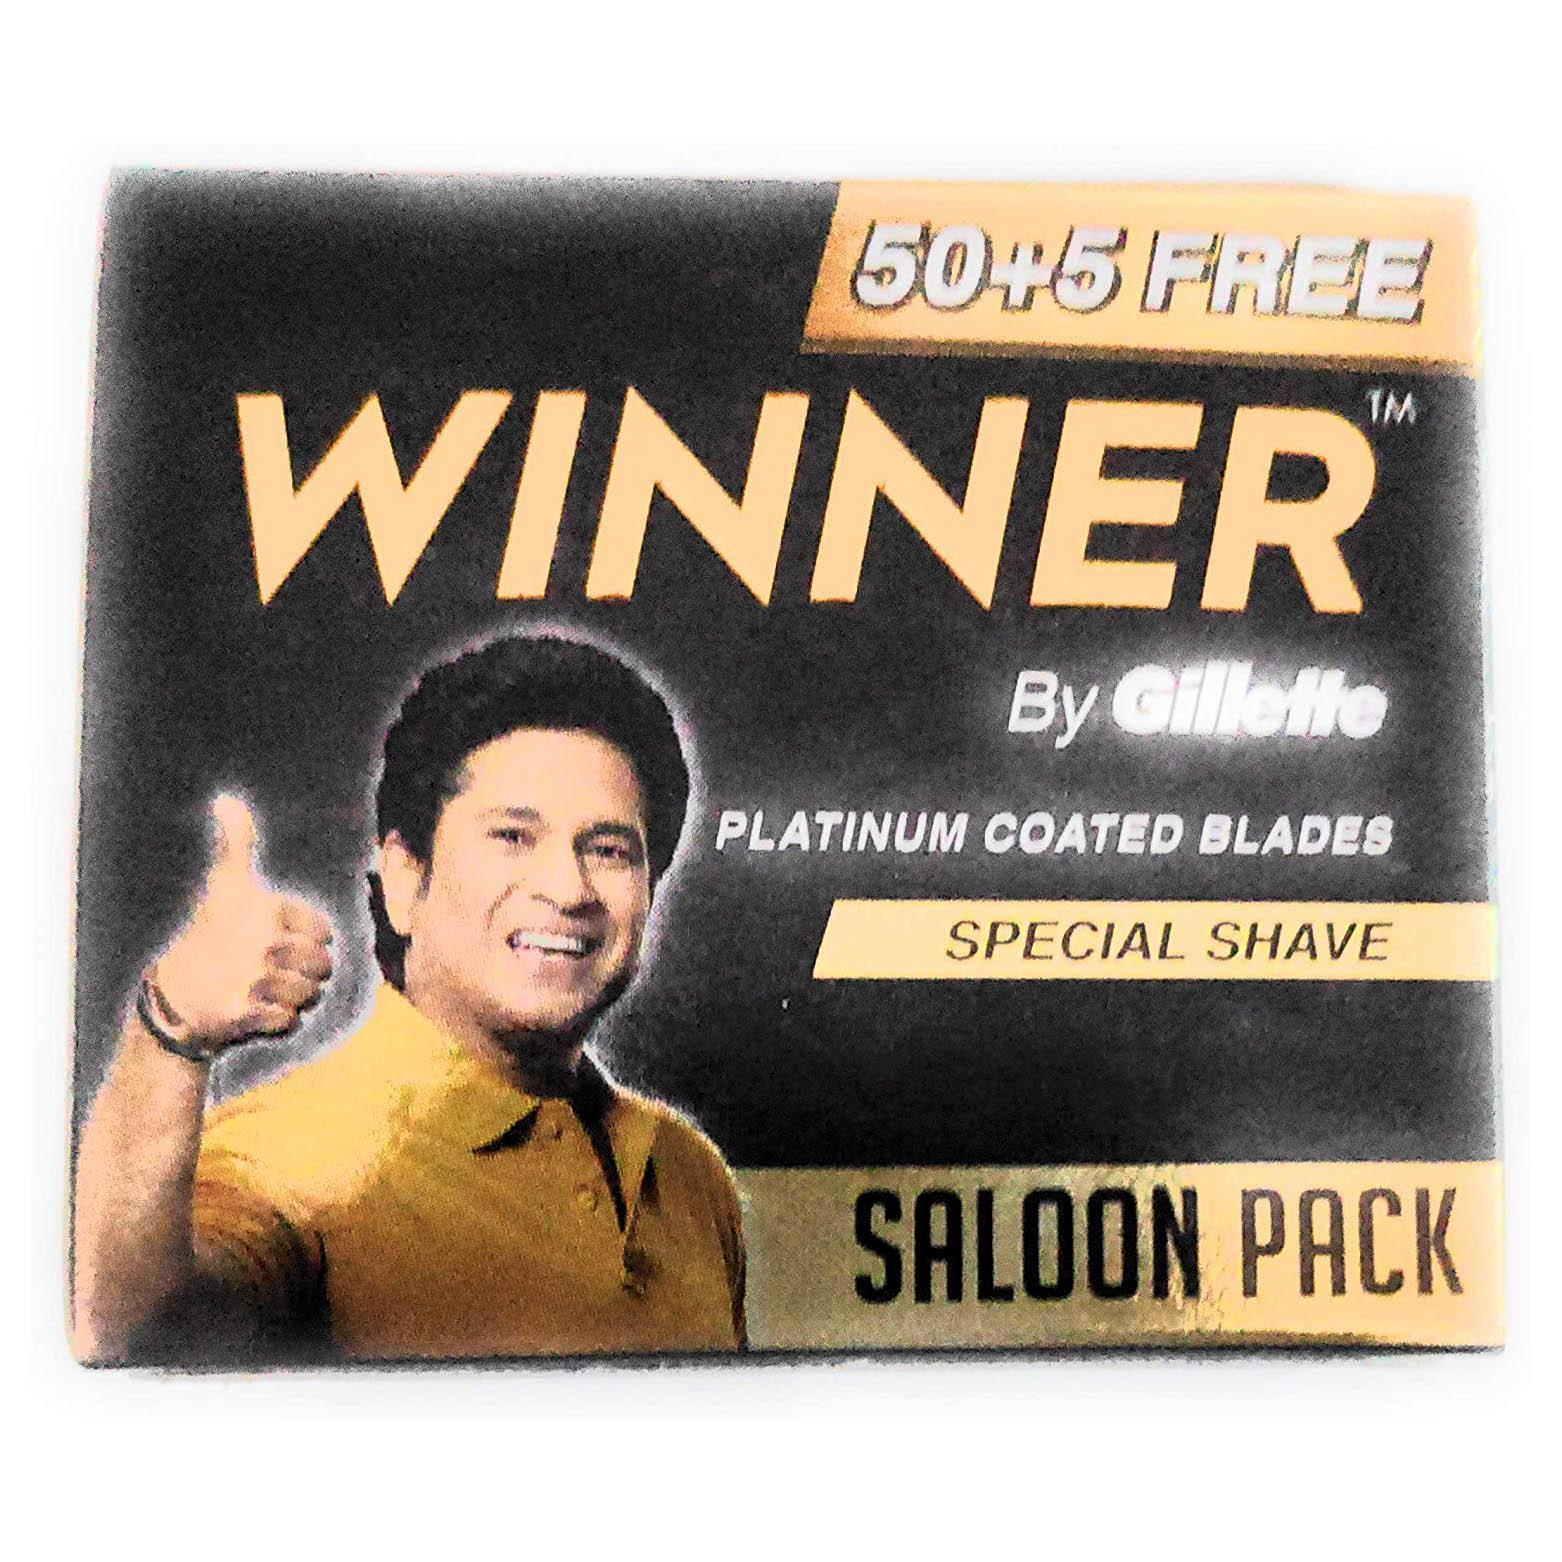 50+5 FREE
WINNER™
By Gillette
PLATINUM COATED BLADES
SPECIAL SHAVE
SALOON PACK